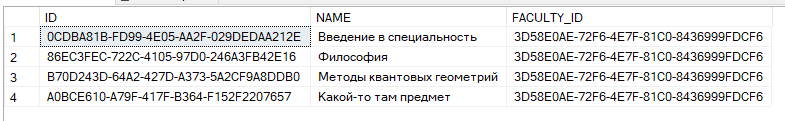 ID NAME FACULTY_ID
1 0CDBA81B-FD99-4E05-AA2F-029DEDAA212E Введение в специальность 3D58E0AE-72F6-4E7F-81C0-8436999FDCF6
2 86EC3FEC-722C-4105-97D0-246A3FB42E16 Философия 3D58E0AE-72F6-4E7F-81C0-8436999FDCF6
3 B70D243D-64A2-427D-A373-5A2CF9A8DDB0 Методы квантовых геометрий 3D58E0AE-72F6-4E7F-81C0-8436999FDCF6
4 A0BCE610-A79F-417F-B364-F152F2207657 Какой-то там предмет 3D58E0AE-72F6-4E7F-81C0-8436999FDCF6